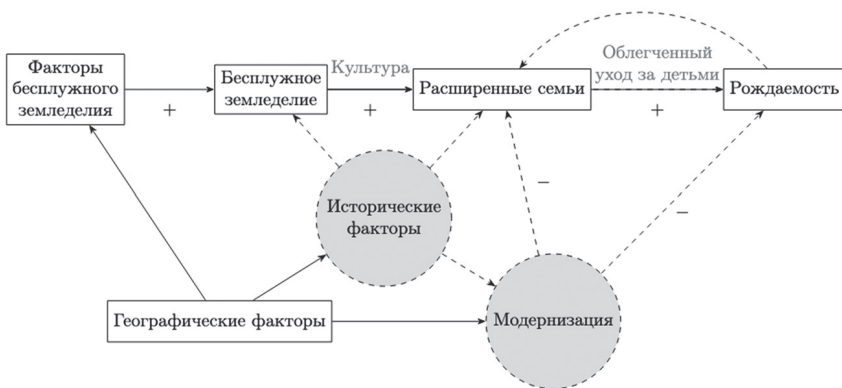 Факторы
бесплужного
земледелия
+
Бесплужное
земледелие
Культура
+
Расширенные семьи
Облегченный
уход за детьми
+
Рождаемость
Исторические
факторы
−
−
Географические факторы
Модернизация